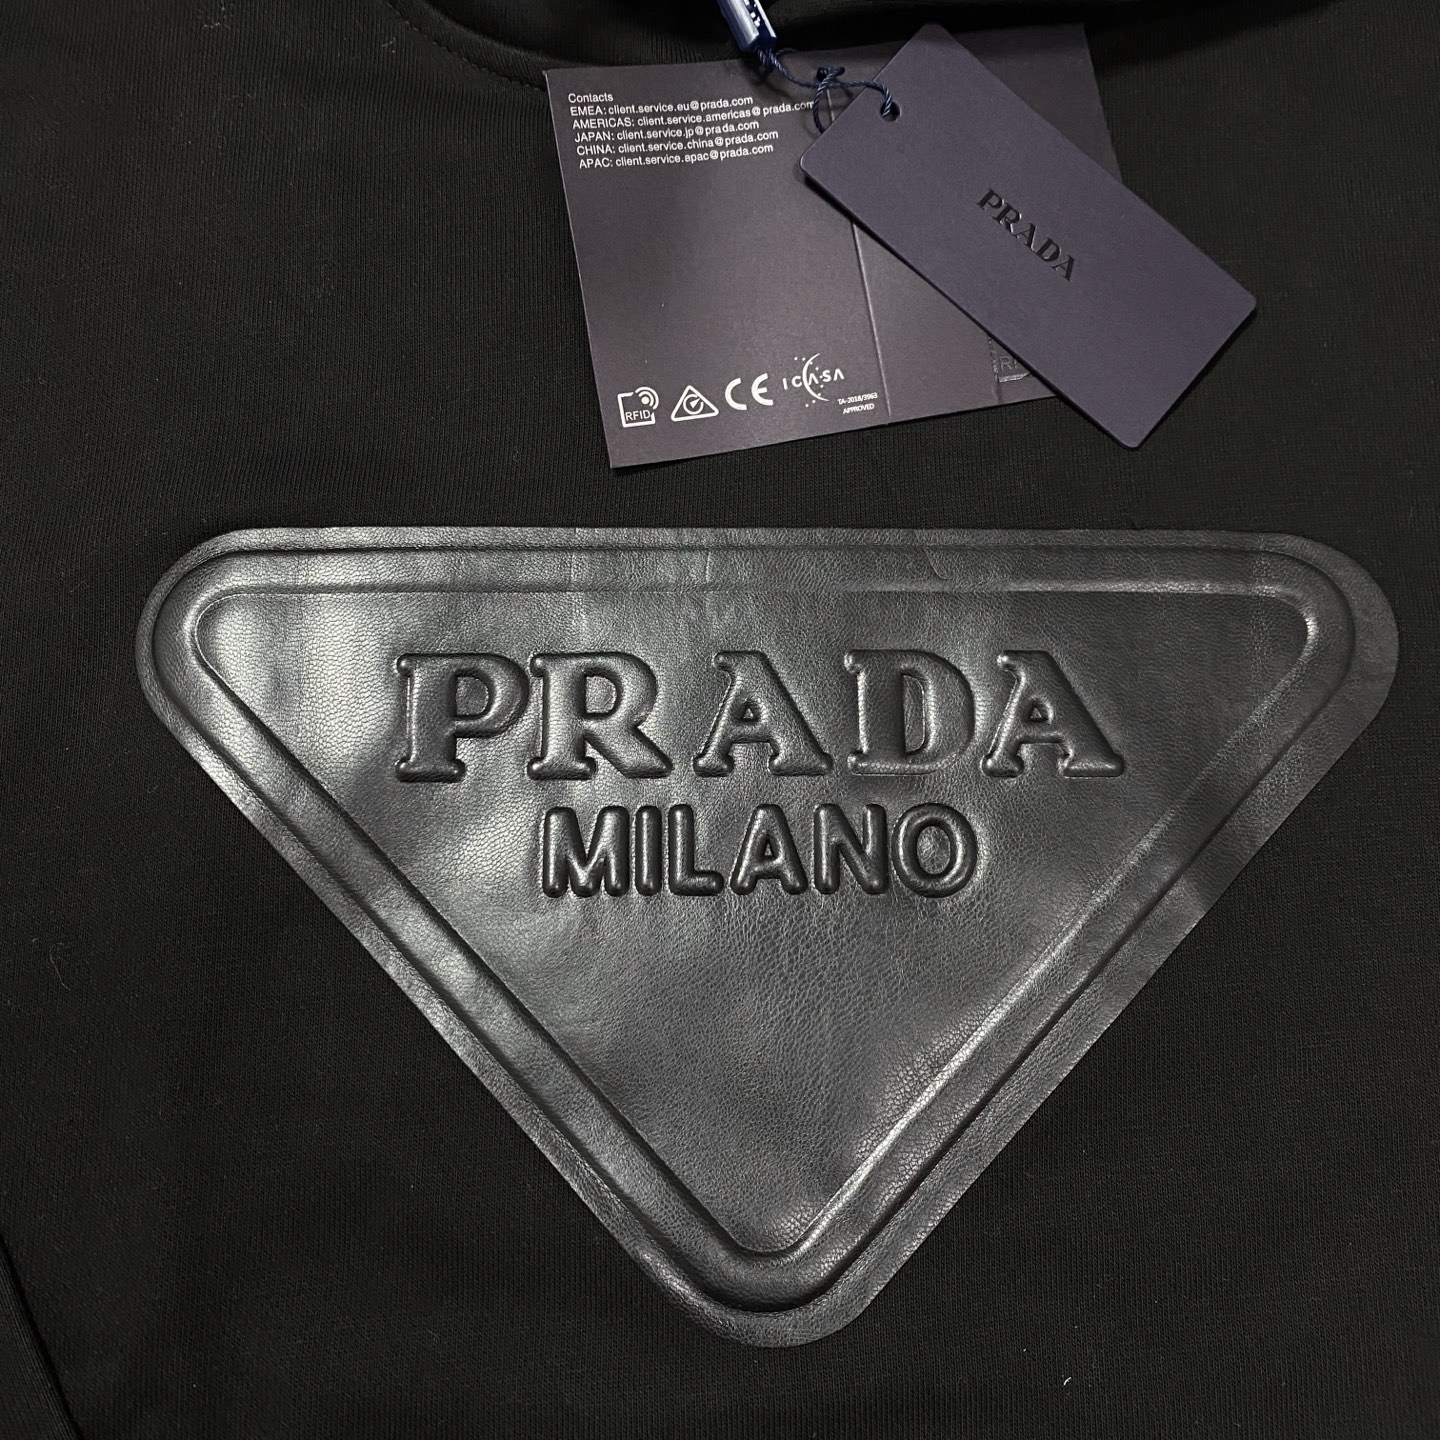 Contacts
EMEA: client.service.eu@prada.com
AMERICAS: client.service.americas@prada.com
JAPAN: client.service.jp@prada.com
CHINA: client.service.china@prada.com
APAC: client.service.apac@prada.com
PRADA
RFID
CE
ICASA
TA-2018/3963
APPROVED
PRADA
MILANO